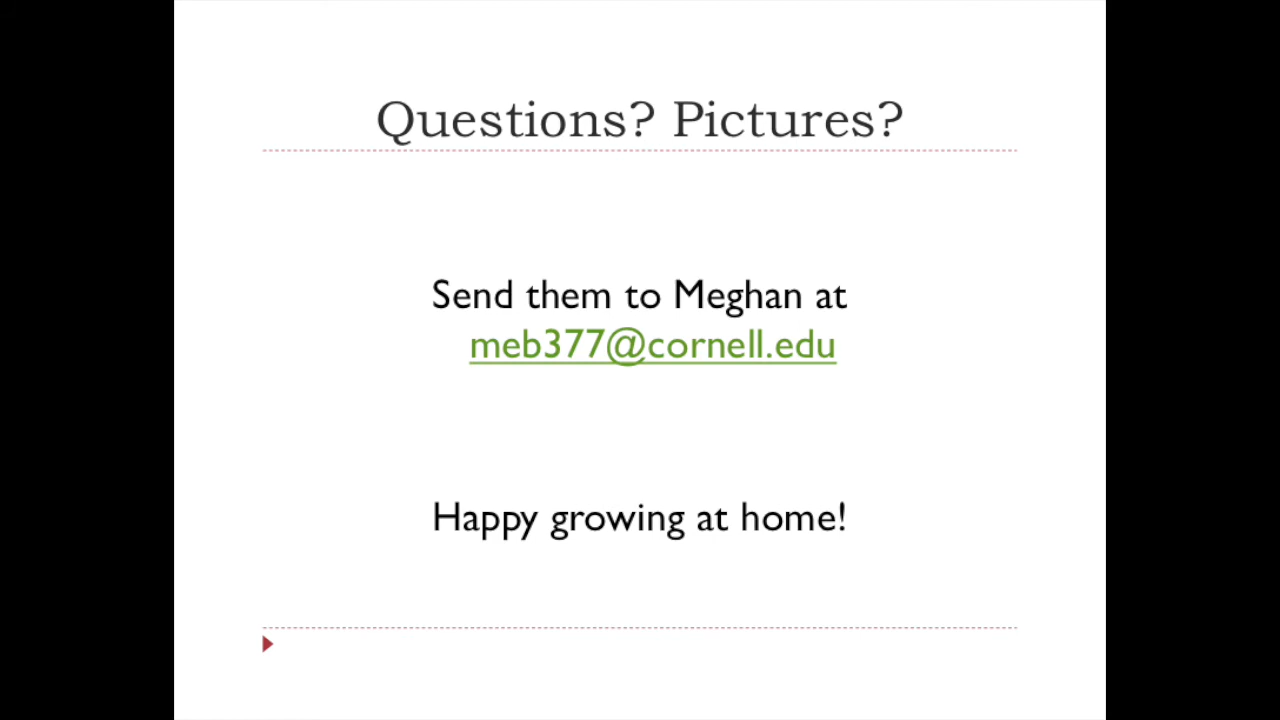 Questions? Pictures?
Send them to Meghan at
meb377@cornell.edu
Happy growing at home!